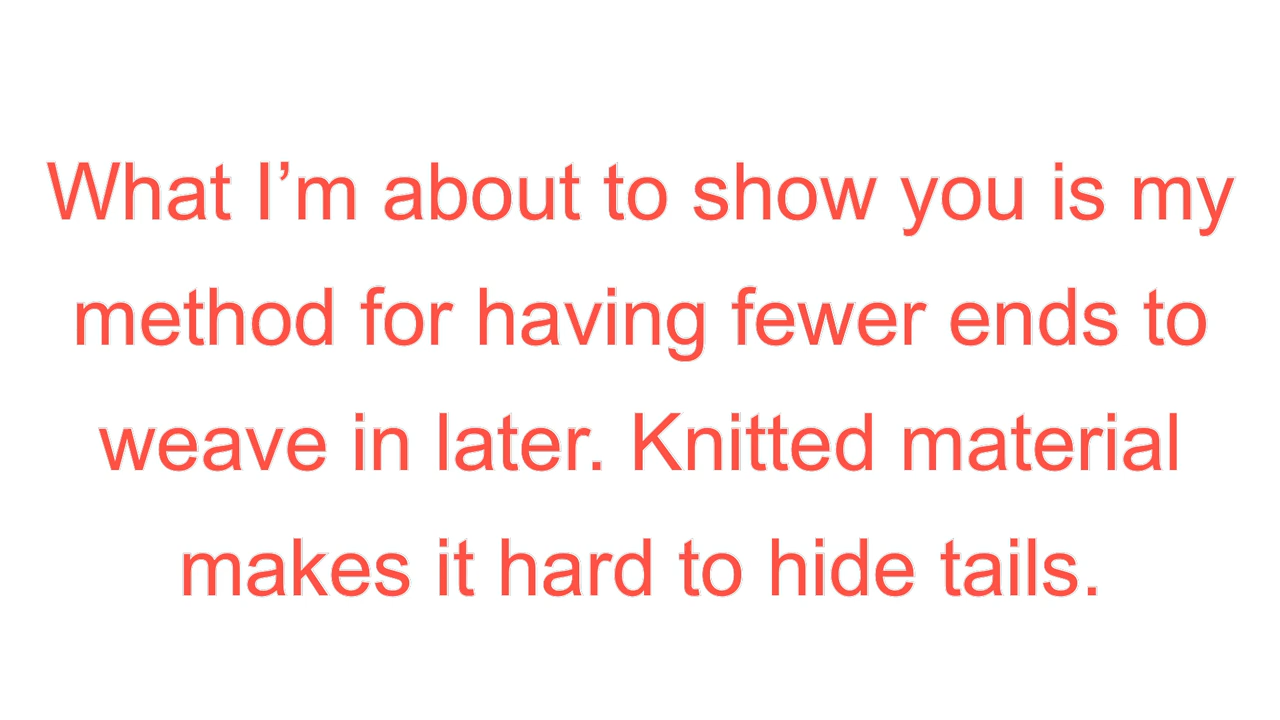 What I’m about to show you is my
method for having fewer ends to
weave in later. Knitted material
makes it hard to hide tails.